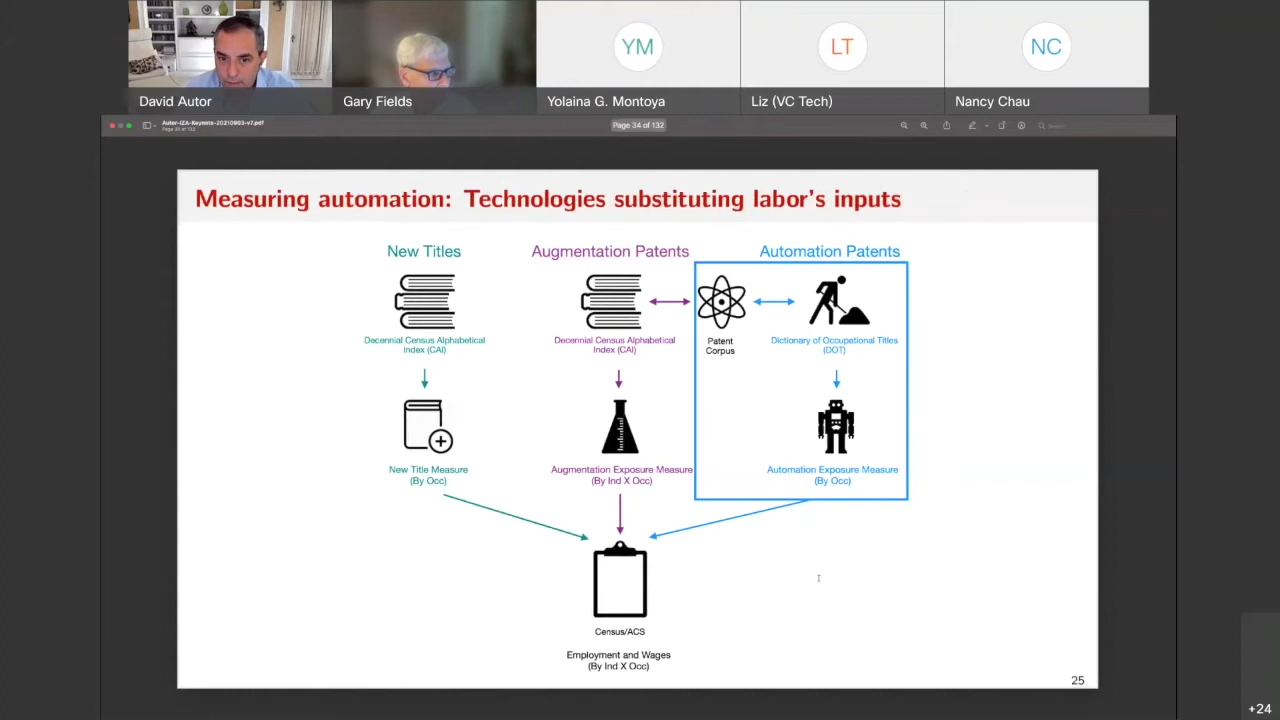 YM
LT
NC
David Autor
Gary Fields
Yolaina G. Montoya
Liz (VC Tech)
Nancy Chau
Autor-IZA-Keynote-20210903-v7.pdf
Page 35 of 132
Page 34 of 132
Search
Measuring automation: Technologies substituting labor's inputs
New Titles
Augmentation Patents
Automation Patents
Decennial Census Alphabetical
Index (CAI)
Decennial Census Alphabetical
Index (CAI)
Patent
Corpus
Dictionary of Occupational Titles
(DOT)
New Title Measure
(By Occ)
Augmentation Exposure Measure
(By Ind X Occ)
Automation Exposure Measure
(By Occ)
Census/ACS
Employment and Wages
(By Ind X Occ)
25
+24